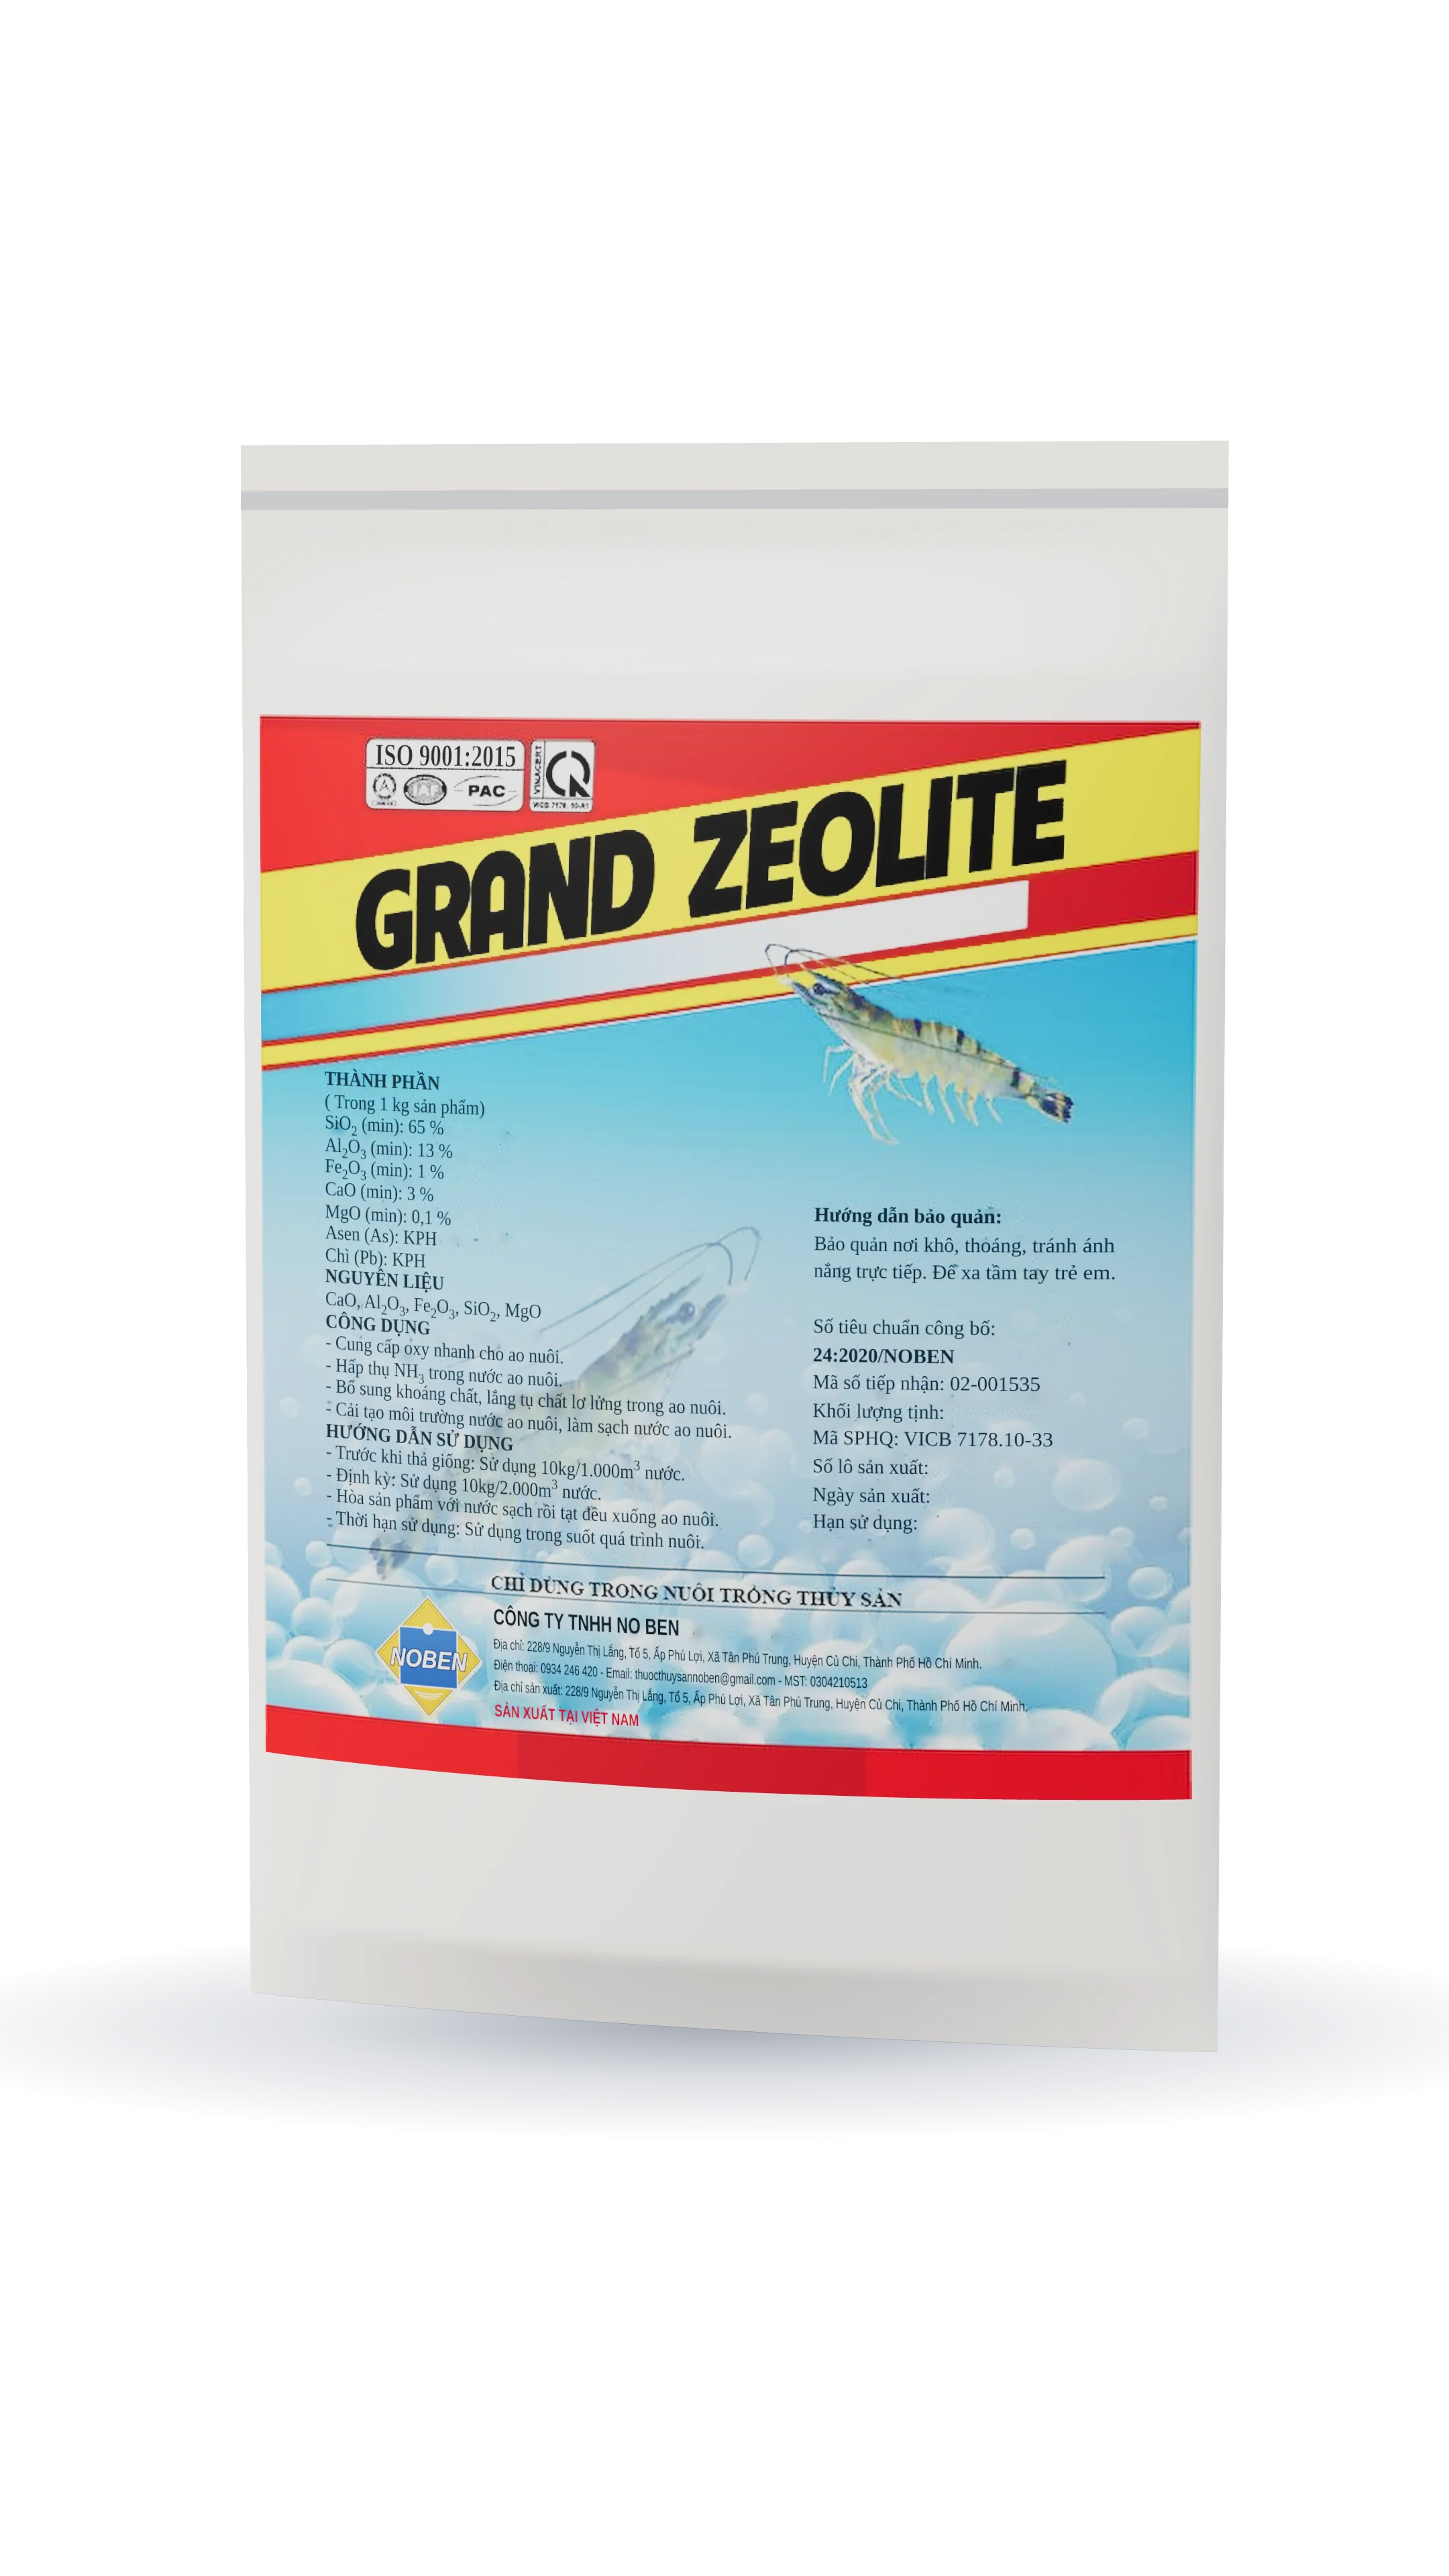 ISO 9001:2015
PAC
VINACERT
VICB 7178. 10-A1
GRAND ZEOLITE
THÀNH PHẦN
( Trong 1 kg sản phẩm)
SiO₂ (min): 65 %
Al₂O₃ (min): 13 %
Fe₂O₃ (min): 1 %
CaO (min): 3 %
MgO (min): 0,1 %
Asen (As): KPH
Chì (Pb): KPH
NGUYÊN LIỆU
CaO, Al₂O₃, Fe₂O₃, SiO₂, MgO
CÔNG DỤNG
- Cung cấp oxy nhanh cho ao nuôi.
- Hấp thụ NH₃ trong nước ao nuôi.
- Bổ sung khoáng chất, lắng tụ chất lơ lửng trong ao nuôi.
- Cải tạo môi trường nước ao nuôi, làm sạch nước ao nuôi.
HƯỚNG DẪN SỬ DỤNG
- Trước khi thả giống: Sử dụng 10kg/1.000m³ nước.
- Định kỳ: Sử dụng 10kg/2.000m³ nước.
- Hòa sản phẩm với nước sạch rồi tạt đều xuống ao nuôi.
- Thời hạn sử dụng: Sử dụng trong suốt quá trình nuôi.
Hướng dẫn bảo quản:
Bảo quản nơi khô, thoáng, tránh ánh
nắng trực tiếp. Để xa tầm tay trẻ em.
Số tiêu chuẩn công bố:
24:2020/NOBEN
Mã số tiếp nhận: 02-001535
Khối lượng tịnh:
Mã SPHQ: VICB 7178.10-33
Số lô sản xuất:
Ngày sản xuất:
Hạn sử dụng:
CHỈ DÙNG TRONG NUÔI TRỒNG THỦY SẢN
NOBEN
CÔNG TY TNHH NO BEN
Địa chỉ: 228/9 Nguyễn Thị Lắng, Tổ 5, Ấp Phú Lợi, Xã Tân Phú Trung, Huyện Củ Chi, Thành Phố Hồ Chí Minh.
Điện thoại: 0934 246 420 - Email: thuocthuysannoben@gmail.com - MST: 0304210513
Địa chỉ sản xuất: 228/9 Nguyễn Thị Lắng, Tổ 5, Ấp Phú Lợi, Xã Tân Phú Trung, Huyện Củ Chi, Thành Phố Hồ Chí Minh.
SẢN XUẤT TẠI VIỆT NAM